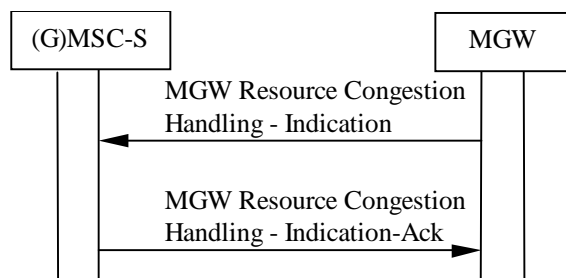 (G)MSC-S
MGW
MGW Resource Congestion
Handling - Indication
MGW Resource Congestion
Handling - Indication-Ack